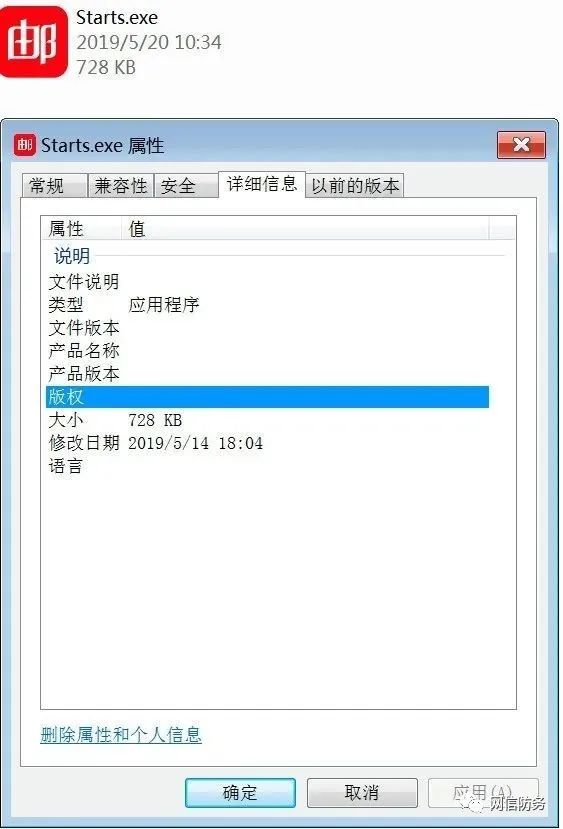 邮
Starts.exe
2019/5/20 10:34
728 KB
邮 Starts.exe 属性
常规 兼容性 安全 详细信息 以前的版本
属性 值
说明
文件说明
类型 应用程序
文件版本
产品名称
产品版本
版权
大小 728 KB
修改日期 2019/5/14 18:04
语言
删除属性和个人信息
确定 取消 应用(A)
网信防务